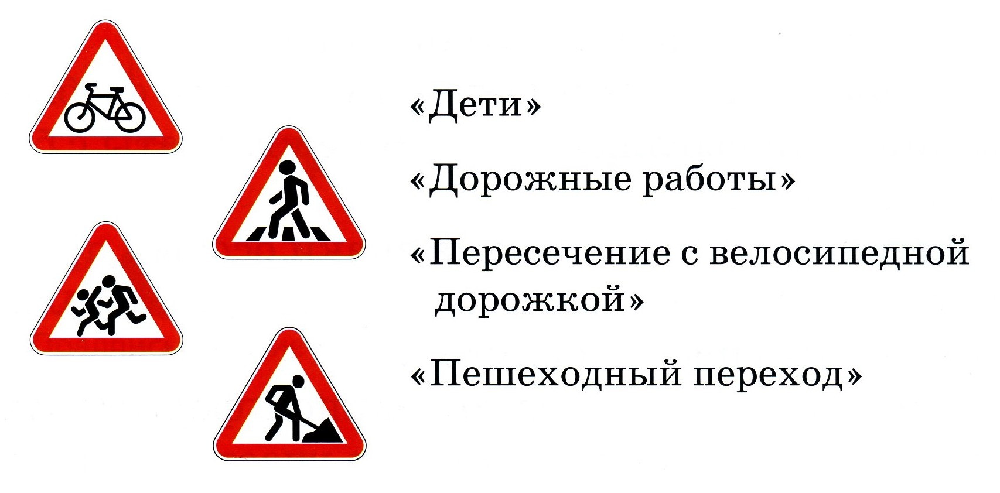 «Дети»
«Дорожные работы»
«Пересечение с велосипедной
дорожкой»
«Пешеходный переход»